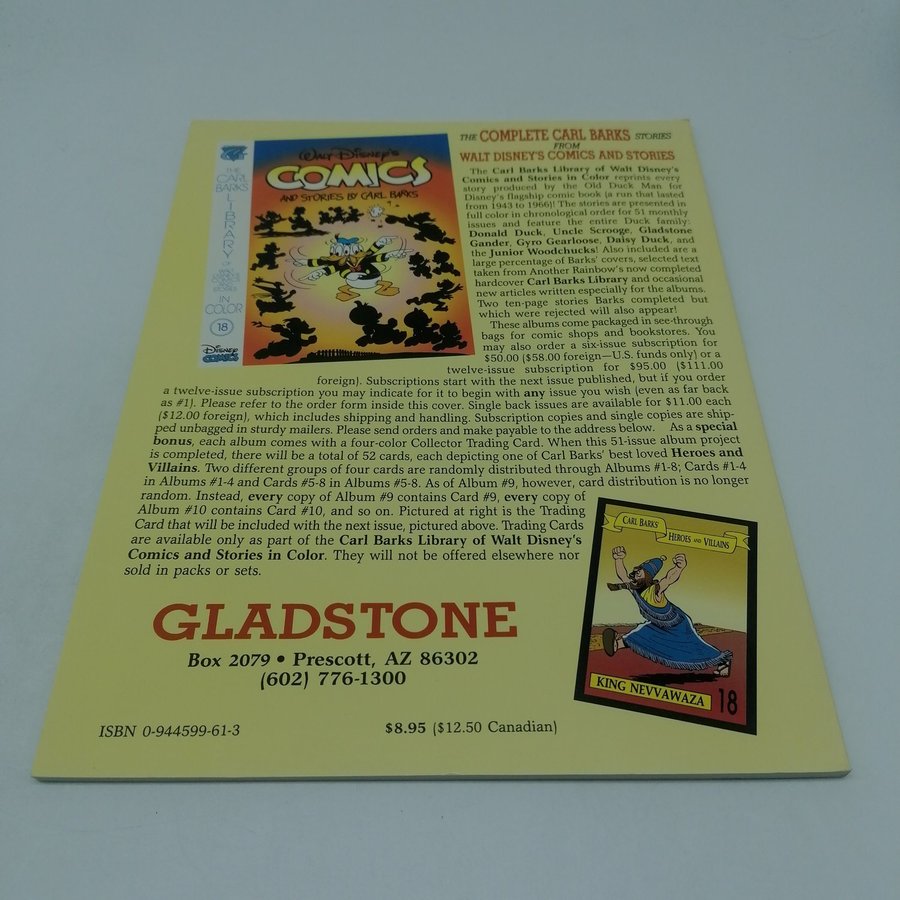 THE
CARL
BARKS
LIBRARY
OF
WALT
DISNEY'S
COMICS
AND
STORIES
IN
COLOR
18
DISNEY
COMICS
WALT DISNEY'S
COMICS
AND STORIES BY CARL BARKS
THE COMPLETE CARL BARKS STORIES
FROM
WALT DISNEY'S COMICS AND STORIES
The Carl Barks Library of Walt Disney's
Comics and Stories in Color reprints every
story produced by the Old Duck Man for
Disney's flagship comic book (a run that lasted
from 1943 to 1966)! The stories are presented in
full color in chronological order for 51 monthly
issues and feature the entire Duck family:
Donald Duck, Uncle Scrooge, Gladstone
Gander, Gyro Gearloose, Daisy Duck, and
the Junior Woodchucks! Also included are a
large percentage of Barks' covers, selected text
taken from Another Rainbow's now completed
hardcover Carl Barks Library and occasional
new articles written especially for the albums.
Two ten-page stories Barks completed but
which were rejected will also appear!
These albums come packaged in see-through
bags for comic shops and bookstores. You
may also order a six-issue subscription for
$50.00 ($58.00 foreign—U.S. funds only) or a
twelve-issue subscription for $95.00 ($111.00
foreign). Subscriptions start with the next issue published, but if you order
a twelve-issue subscription you may indicate for it to begin with any issue you wish (even as far back
as #1). Please refer to the order form inside this cover. Single back issues are available for $11.00 each
($12.00 foreign), which includes shipping and handling. Subscription copies and single copies are ship-
ped unbagged in sturdy mailers. Please send orders and make payable to the address below. As a special
bonus, each album comes with a four-color Collector Trading Card. When this 51-issue album project
is completed, there will be a total of 52 cards, each depicting one of Carl Barks' best loved Heroes and
Villains. Two different groups of four cards are randomly distributed through Albums #1-8; Cards #1-4
in Albums #1-4 and Cards #5-8 in Albums #5-8. As of Album #9, however, card distribution is no longer
random. Instead, every copy of Album #9 contains Card #9, every copy of
Album #10 contains Card #10, and so on. Pictured at right is the Trading
Card that will be included with the next issue, pictured above. Trading Cards
are available only as part of the Carl Barks Library of Walt Disney's
Comics and Stories in Color. They will not be offered elsewhere nor
sold in packs or sets.
CARL BARKS'
HEROES AND VILLAINS
KING NEVVAWAZA
18
GLADSTONE
Box 2079 • Prescott, AZ 86302
(602) 776-1300
ISBN 0-944599-61-3
$8.95 ($12.50 Canadian)